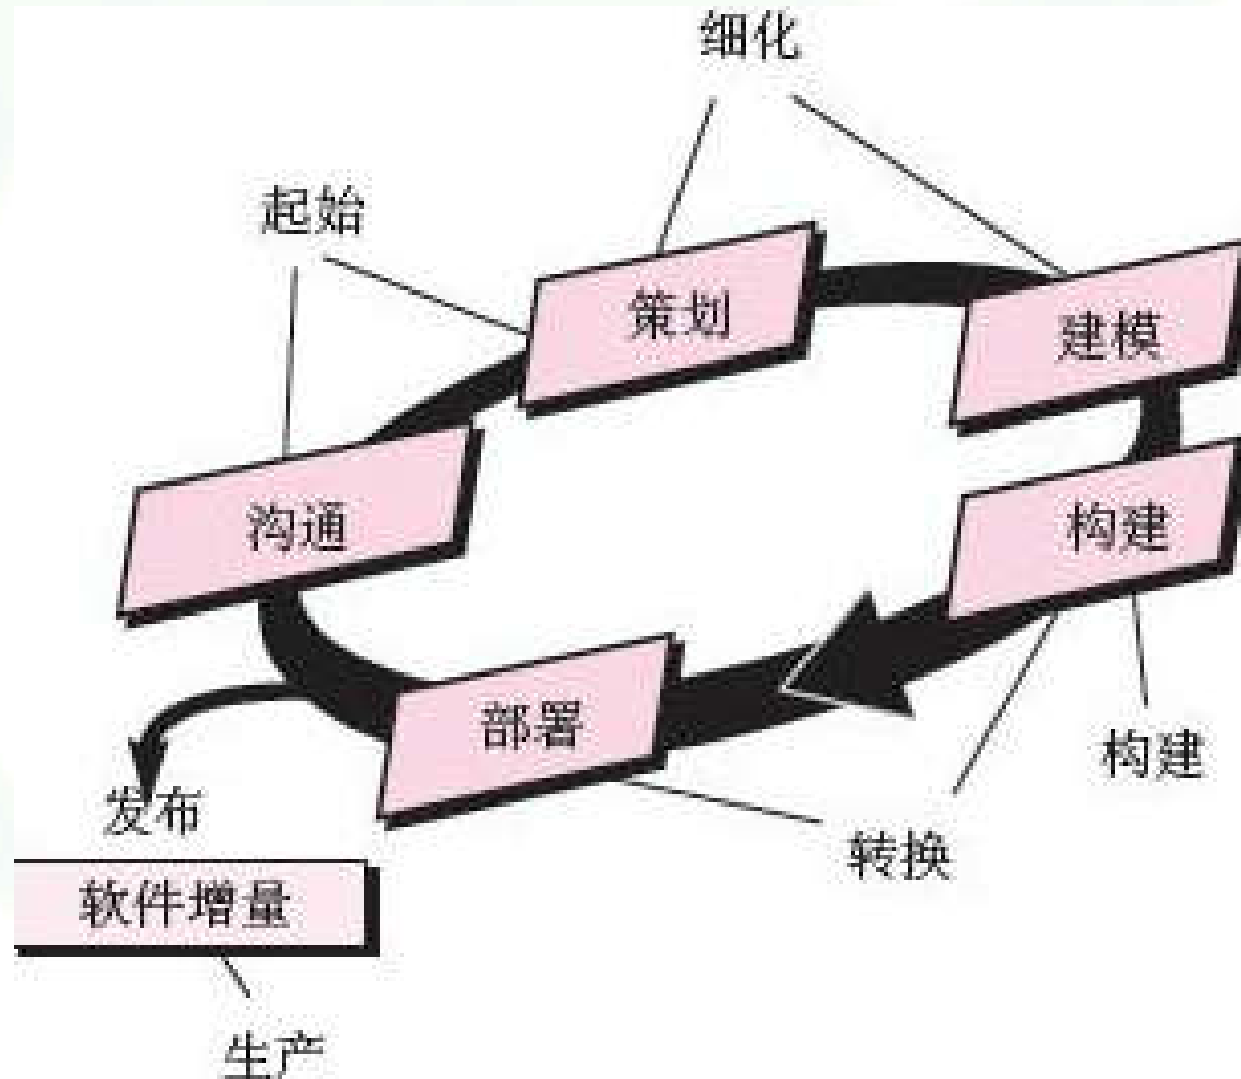 细化
起始
策划
建模
沟通
构建
部署
构建
发布
转换
软件增量
生产